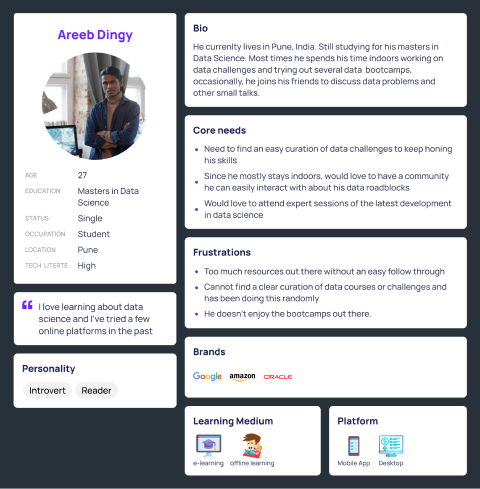 Areeb Dingy
AGE 27
EDUCATION Masters in Data
Science
STATUS Single
OCCUPATION Student
LOCATION Pune
TECH LITERTE High
I love learning about data
science and I've tried a few
online platforms in the past
Personality
Introvert Reader
Bio
He currenlty lives in Pune, India. Still studying for his masters in
Data Science. Most times he spends his time indoors working on
data challenges and trying out several data bootcamps,
occasionally, he joins his friends to discuss data problems and
other small talks.
Core needs
Need to find an easy curation of data challenges to keep honing
his skills
Since he mostly stays indoors, would love to have a community
he can easily interact with about his data roadblocks
Would love to attend expert sessions of the latest development
in data science
Frustrations
Too much resources out there without an easy follow through
Cannot find a clear curation of data courses or challenges and
has been doing this randomly
He doesn't enjoy the bootcamps out there.
Brands
Google amazon ORACLE
Learning Medium
e-learning offline learning
Platform
Mobile App Desktop